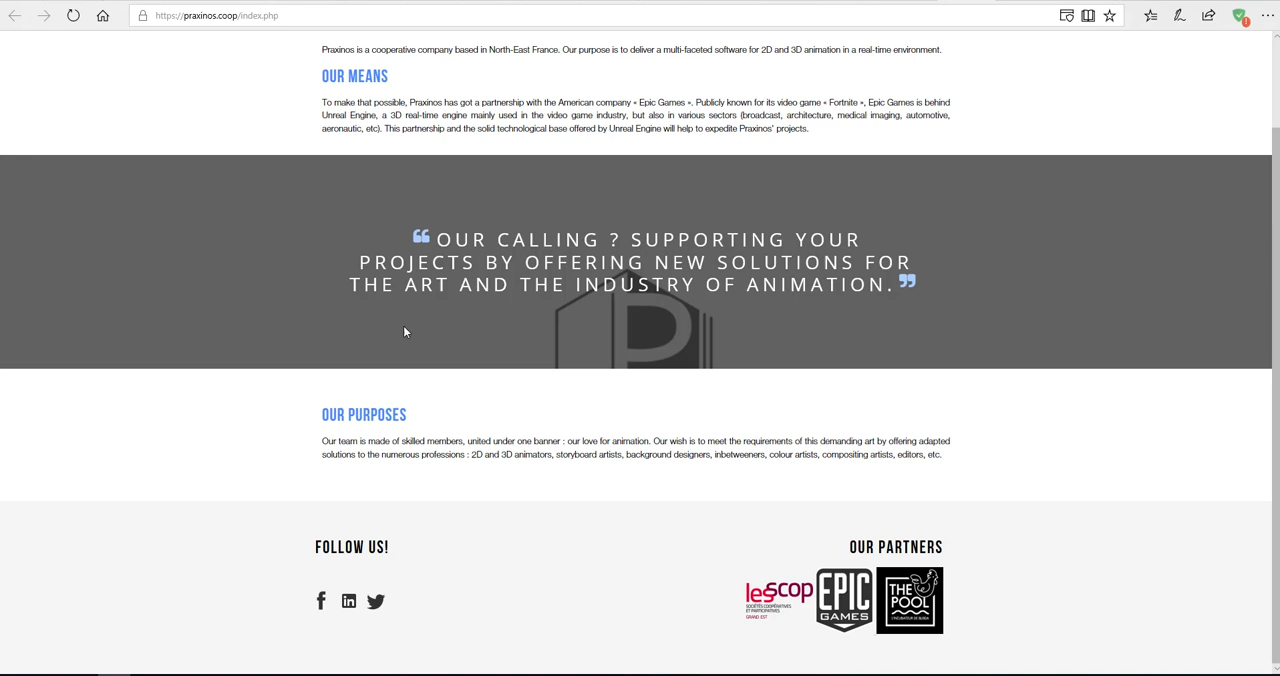 https://praxinos.coop/index.php
Praxinos is a cooperative company based in North-East France. Our purpose is to deliver a multi-faceted software for 2D and 3D animation in a real-time environment.
OUR MEANS
To make that possible, Praxinos has got a partnership with the American company « Epic Games ». Publicly known for its video game « Fortnite », Epic Games is behind
Unreal Engine, a 3D real-time engine mainly used in the video game industry, but also in various sectors (broadcast, architecture, medical imaging, automotive,
aeronautic, etc). This partnership and the solid technological base offered by Unreal Engine will help to expedite Praxinos' projects.
❝ OUR CALLING ? SUPPORTING YOUR
PROJECTS BY OFFERING NEW SOLUTIONS FOR
THE ART AND THE INDUSTRY OF ANIMATION. ❞
P
OUR PURPOSES
Our team is made of skilled members, united under one banner : our love for animation. Our wish is to meet the requirements of this demanding art by offering adapted
solutions to the numerous professions : 2D and 3D animators, storyboard artists, background designers, inbetweeners, colour artists, compositing artists, editors, etc.
FOLLOW US!
OUR PARTNERS
lesscop
SOCIÉTÉS COOPÉRATIVES
ET PARTICIPATIVES
GRAND EST
EPIC
GAMES
THE
POOL